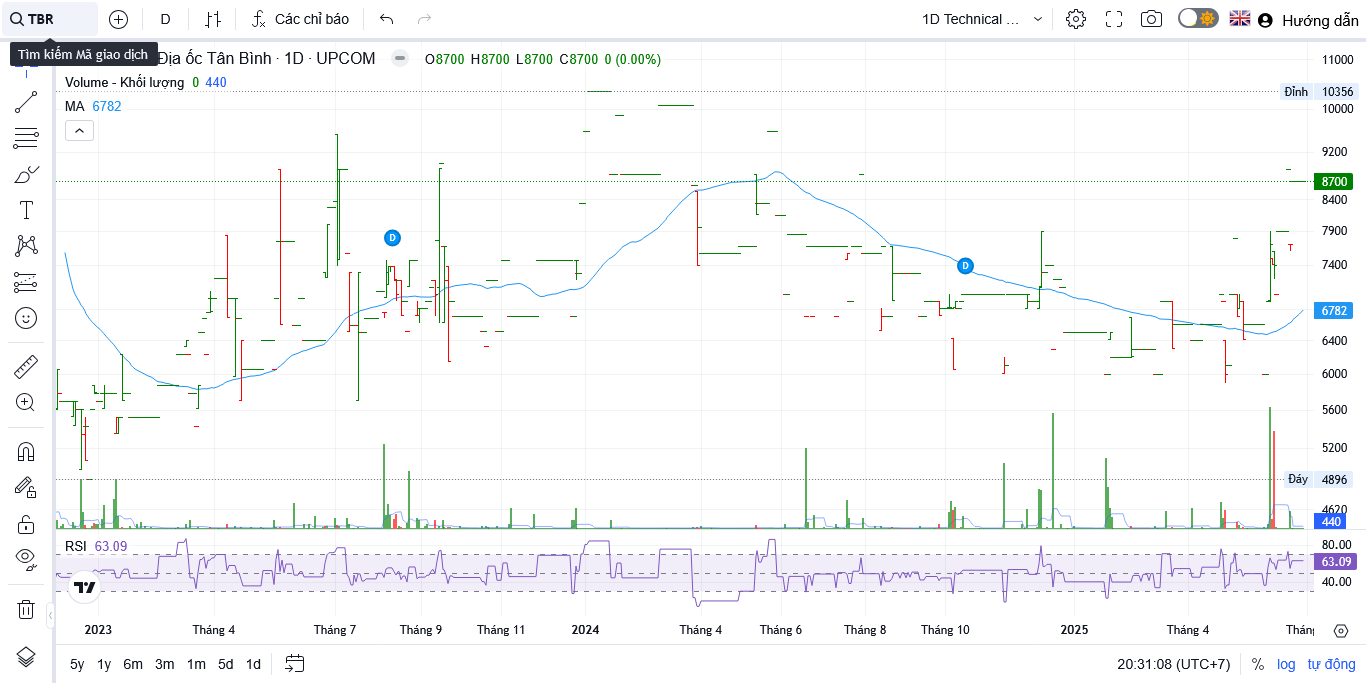 TBR D Các chỉ báo 1D Technical ... Hướng dẫn
Tìm kiếm Mã giao dịch
Địa ốc Tân Bình · 1D · UPCOM O8700 H8700 L8700 C8700 0 (0.00%)
Volume - Khối lượng 0 440
MA 6782
11000
Đỉnh 10356
10000
9200
8700
8400
7900
7400
6782
6400
6000
5600
5200
Đáy 4896
4620
440
D
D
RSI 63.09
80.00
63.09
40.00
2023 Tháng 4 Tháng 7 Tháng 9 Tháng 11 2024 Tháng 4 Tháng 6 Tháng 8 Tháng 10 2025 Tháng 4 Thán
5y 1y 6m 3m 1m 5d 1d 20:31:08 (UTC+7) % log tự động